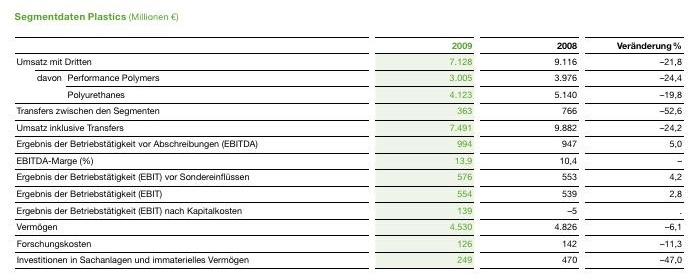 Segmentdaten Plastics (Millionen €)
2009 2008 Veränderung %
Umsatz mit Dritten 7.128 9.116 –21,8
davon Performance Polymers 3.005 3.976 –24,4
Polyurethanes 4.123 5.140 –19,8
Transfers zwischen den Segmenten 363 766 –52,6
Umsatz inklusive Transfers 7.491 9.882 –24,2
Ergebnis der Betriebstätigkeit vor Abschreibungen (EBITDA) 994 947 5,0
EBITDA-Marge (%) 13,9 10,4 –
Ergebnis der Betriebstätigkeit (EBIT) vor Sondereinflüssen 576 553 4,2
Ergebnis der Betriebstätigkeit (EBIT) 554 539 2,8
Ergebnis der Betriebstätigkeit (EBIT) nach Kapitalkosten 139 –5 .
Vermögen 4.530 4.826 –6,1
Forschungskosten 126 142 –11,3
Investitionen in Sachanlagen und immaterielles Vermögen 249 470 –47,0